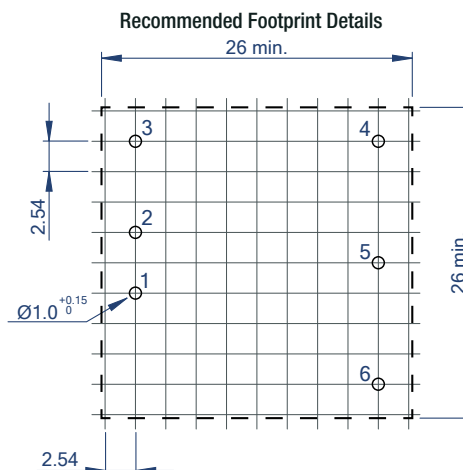 Recommended Footprint Details
26 min.
3
4
2.54
2
5
26 min.
1
Ø1.0 +0.15 0
6
2.54